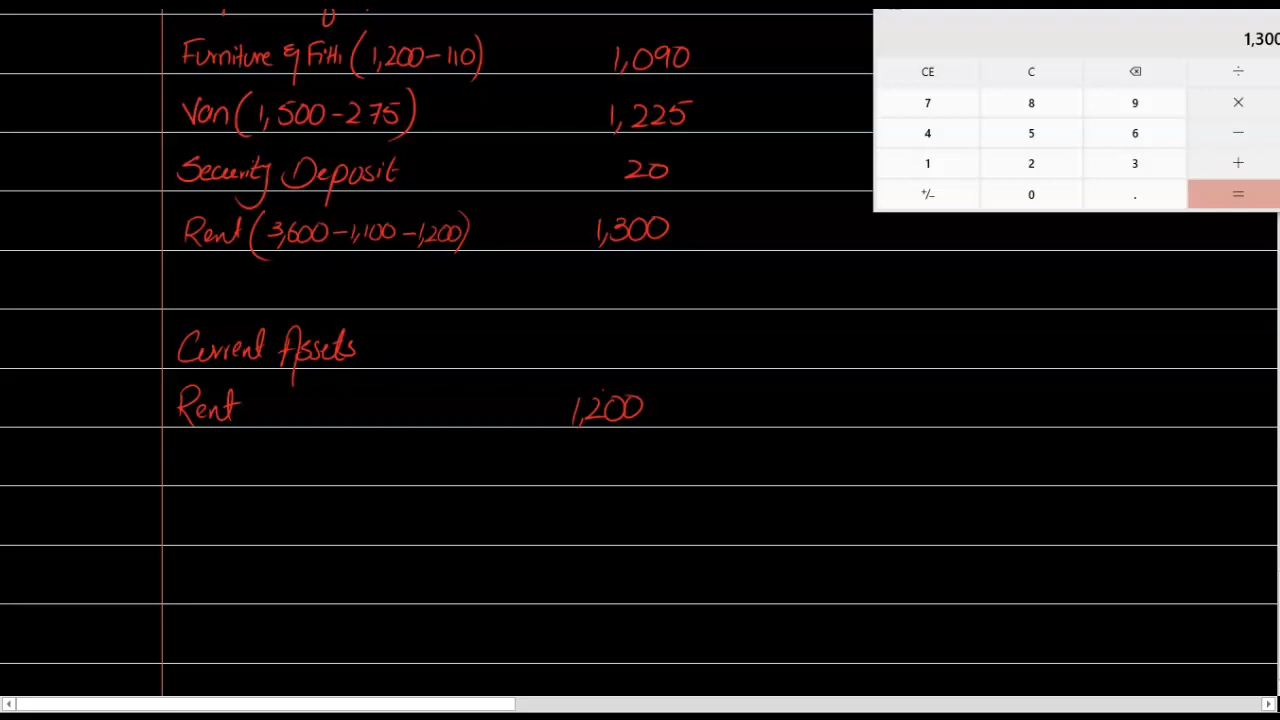 Furniture & Fitti (1,200-110) 1,090
Van (1,500-275) 1,225
Security Deposit 20
Rent (3,600-1,100-1,200) 1,300
Current Assets
Rent 1,200
1,300
CE C ⌫ ÷
7 8 9 ×
4 5 6 −
1 2 3 +
+/− 0 . =